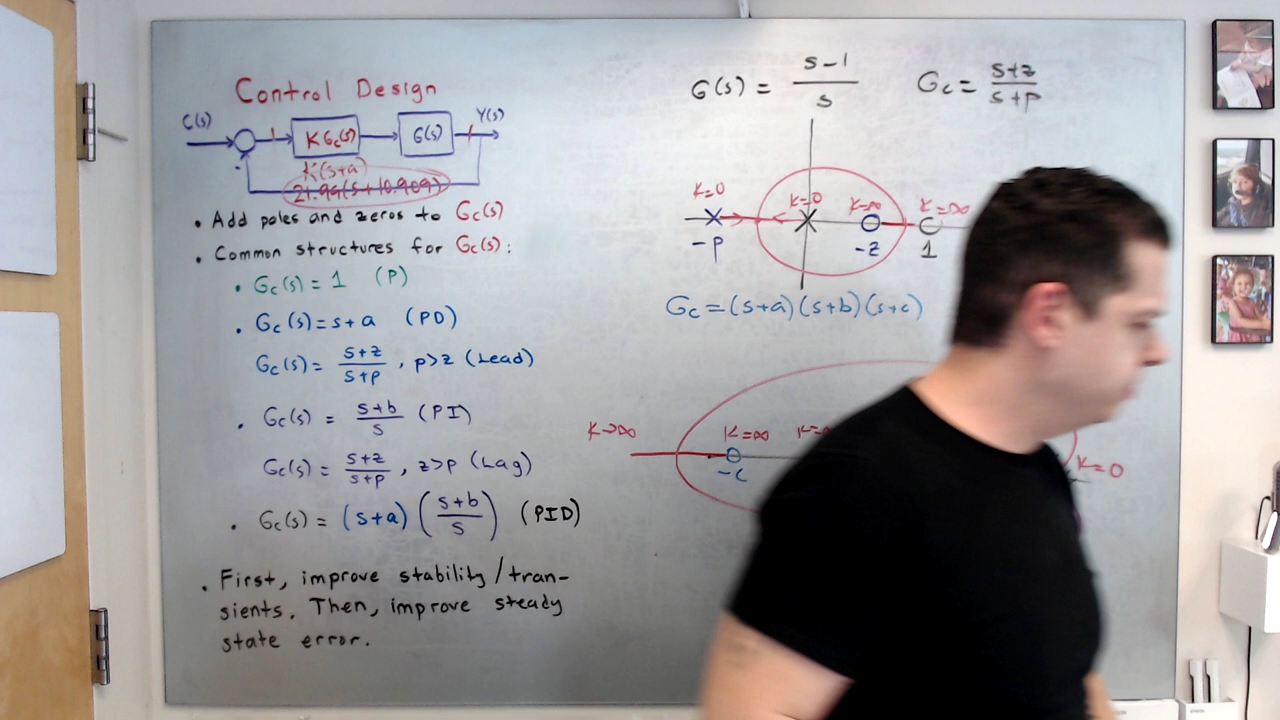 Control Design
C(s)
KGc(s)
G(s)
Y(s)
-
K(s+a)
21.99(s+10.909)
• Add poles and zeros to Gc(s)
• Common structures for Gc(s):
• Gc(s) = 1 (P)
• Gc(s) = s+a (PD)
Gc(s) = s+z / s+p , p>z (Lead)
• Gc(s) = s+b / s (PI)
Gc(s) = s+z / s+p , z>p (Lag)
• Gc(s) = (s+a) (s+b / s) (PID)
• First, improve stability/tran-
sients. Then, improve steady
state error.
G(s) = s-1 / s
Gc = s+z / s+p
K=0 K=0 K=∞ K=∞
-p -z 1
Gc = (s+a)(s+b)(s+c)
K→∞ K=∞ K=0
-c